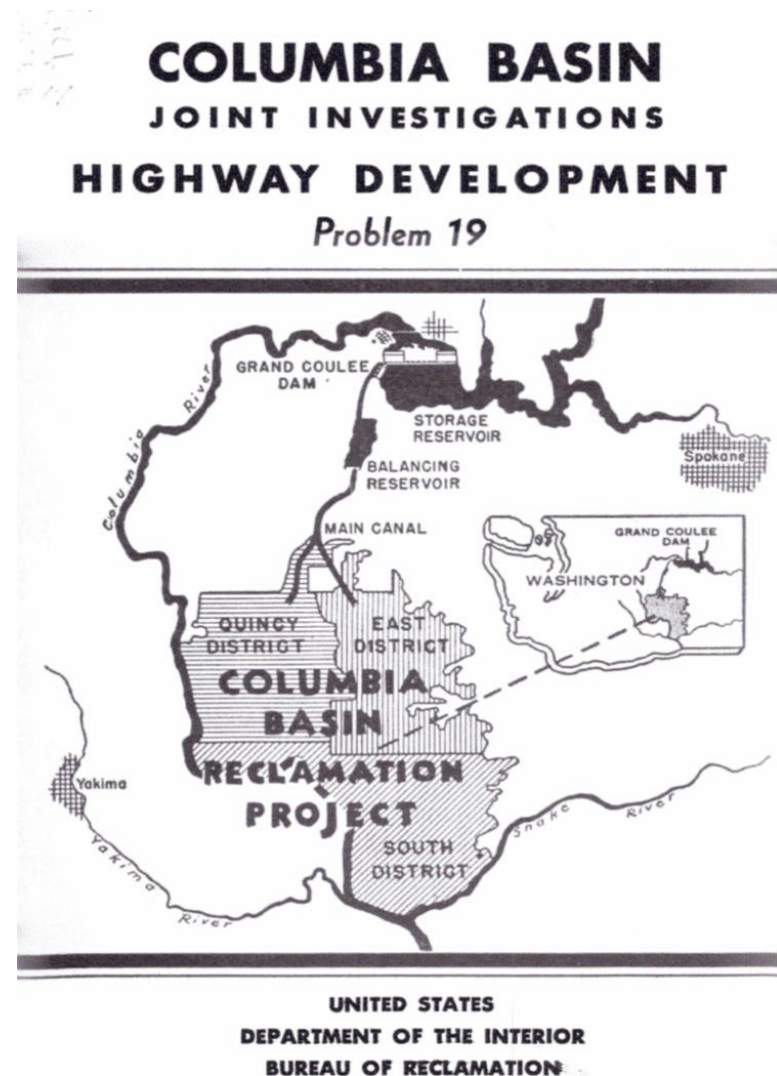 COLUMBIA BASIN
JOINT INVESTIGATIONS
HIGHWAY DEVELOPMENT
Problem 19
GRAND COULEE
DAM
Columbia River
STORAGE
RESERVOIR
Spokane
BALANCING
RESERVOIR
MAIN CANAL
GRAND COULEE
DAM
WASHINGTON
QUINCY
DISTRICT
EAST
DISTRICT
COLUMBIA
BASIN
RECLAMATION
PROJECT
Yakima
Yakima River
SOUTH
DISTRICT
Snake River
UNITED STATES
DEPARTMENT OF THE INTERIOR
BUREAU OF RECLAMATION